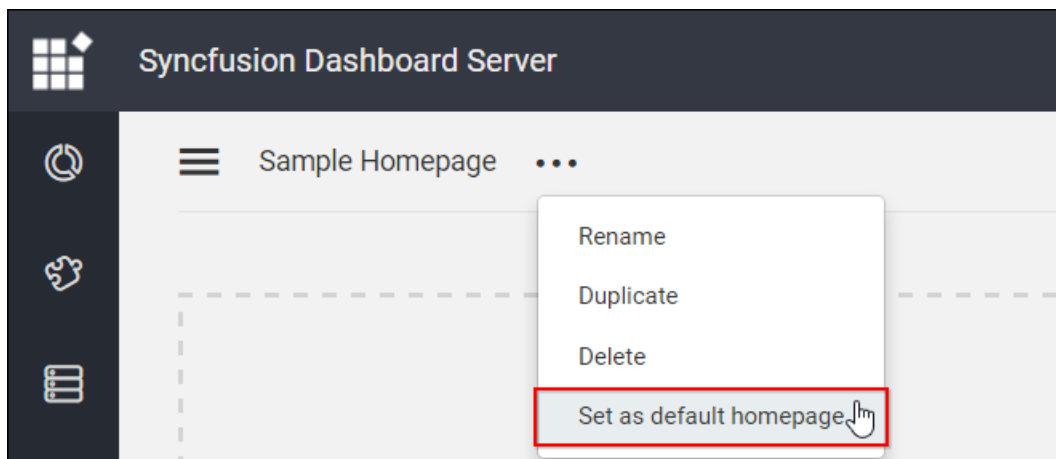 Syncfusion Dashboard Server
Sample Homepage
Rename
Duplicate
Delete
Set as default homepage